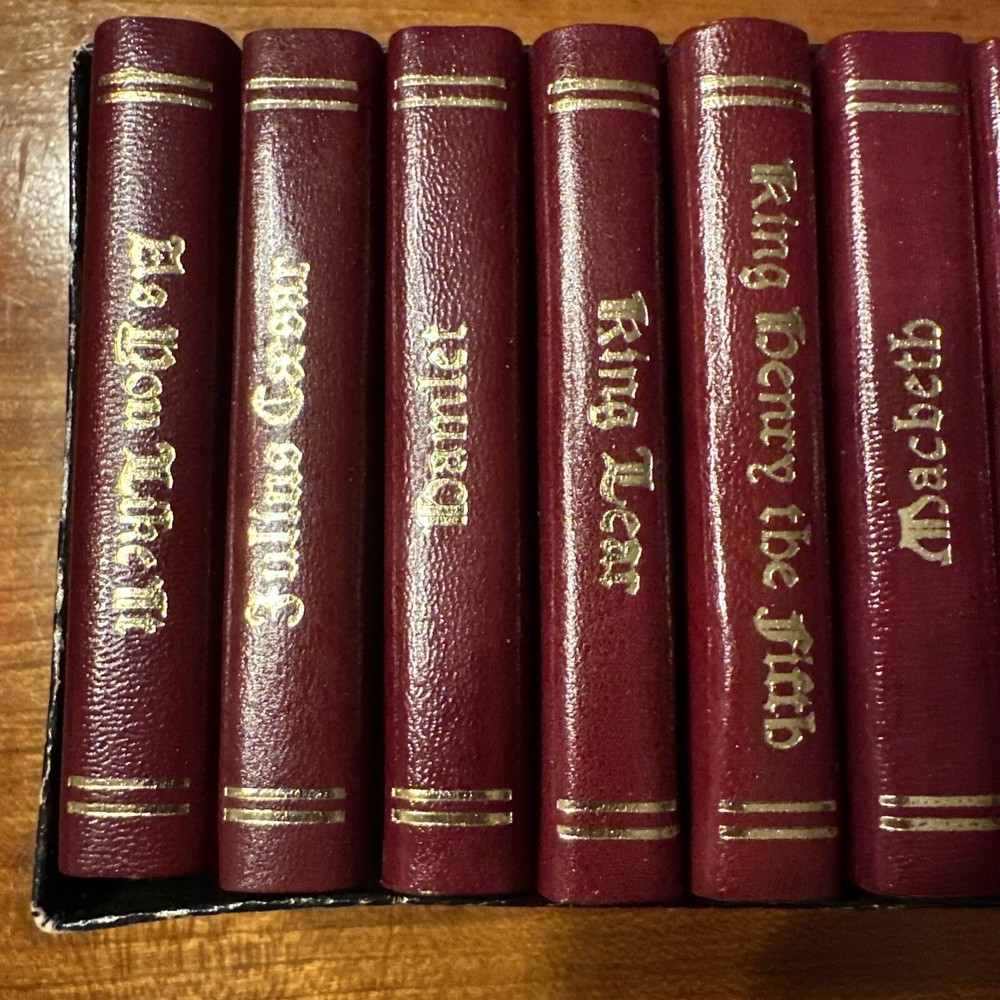 As You Like It
Julius Caesar
Hamlet
King Lear
King Henry the Fifth
Macbeth